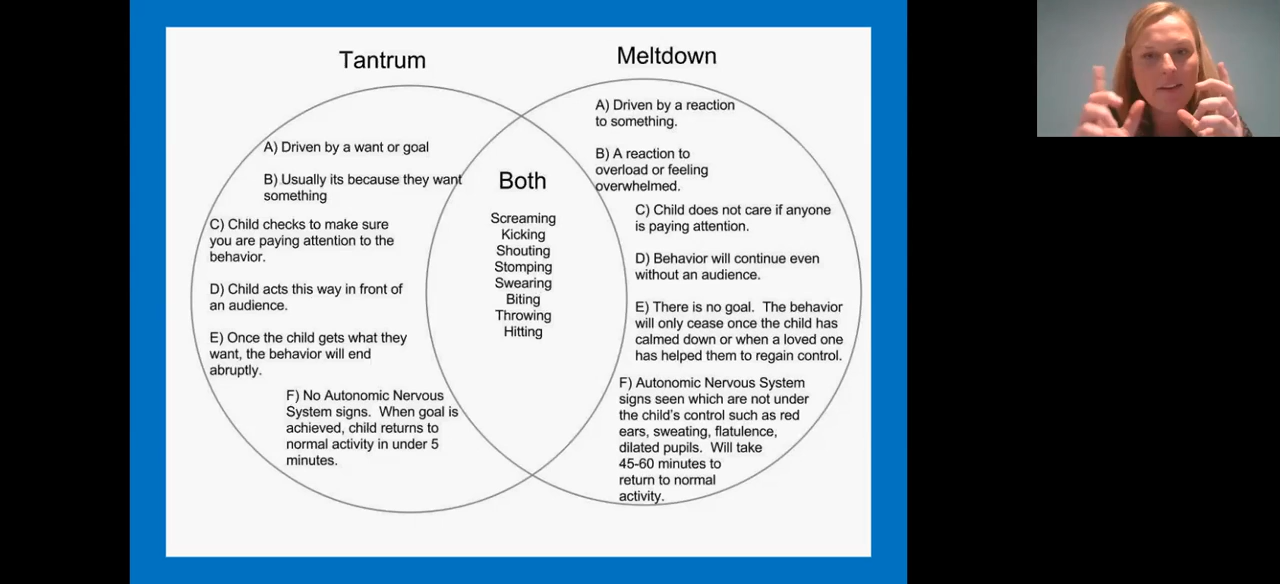 Tantrum
Meltdown
A) Driven by a want or goal
B) Usually its because they want
something
C) Child checks to make sure
you are paying attention to the
behavior.
D) Child acts this way in front of
an audience.
E) Once the child gets what they
want, the behavior will end
abruptly.
F) No Autonomic Nervous
System signs.  When goal is
achieved, child returns to
normal activity in under 5
minutes.
Both
Screaming
Kicking
Shouting
Stomping
Swearing
Biting
Throwing
Hitting
A) Driven by a reaction
to something.
B) A reaction to
overload or feeling
overwhelmed.
C) Child does not care if anyone
is paying attention.
D) Behavior will continue even
without an audience.
E) There is no goal.  The behavior
will only cease once the child has
calmed down or when a loved one
has helped them to regain control.
F) Autonomic Nervous System
signs seen which are not under
the child's control such as red
ears, sweating, flatulence,
dilated pupils.  Will take
45-60 minutes to
return to normal
activity.